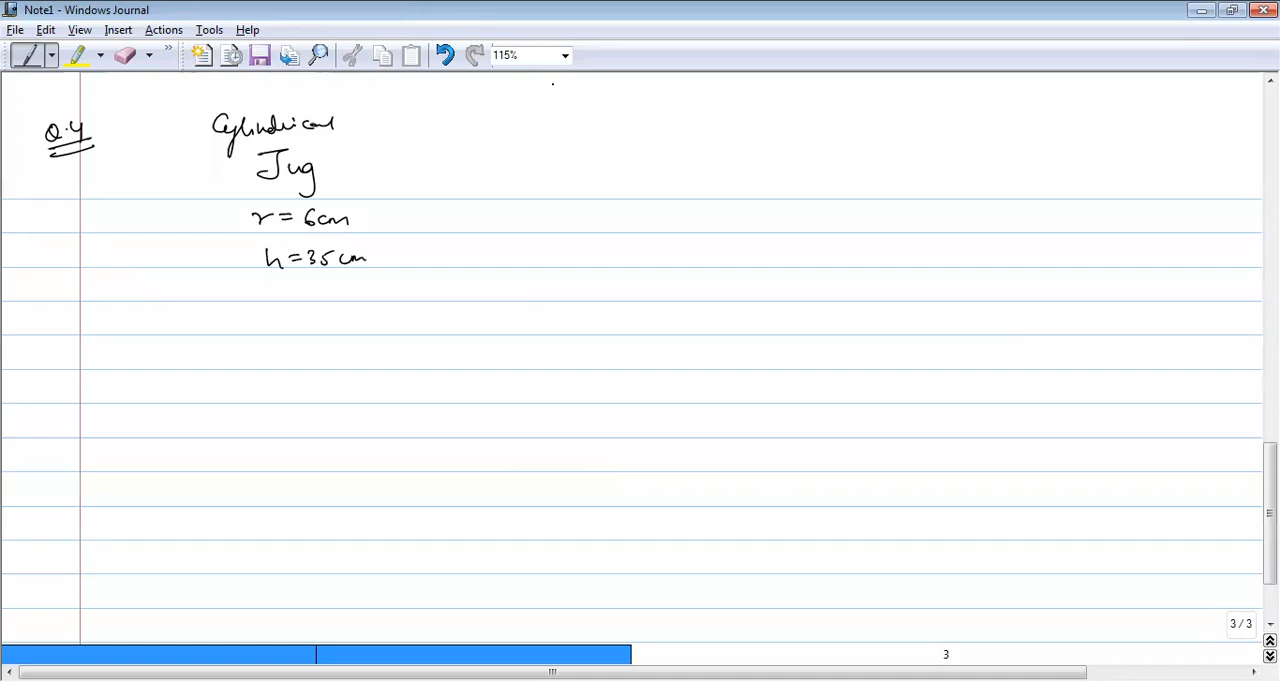 Note1 - Windows Journal
File Edit View Insert Actions Tools Help
115%
Q.4
Cylindrical
Jug
r = 6cm
h = 35 cm
3 / 3
3